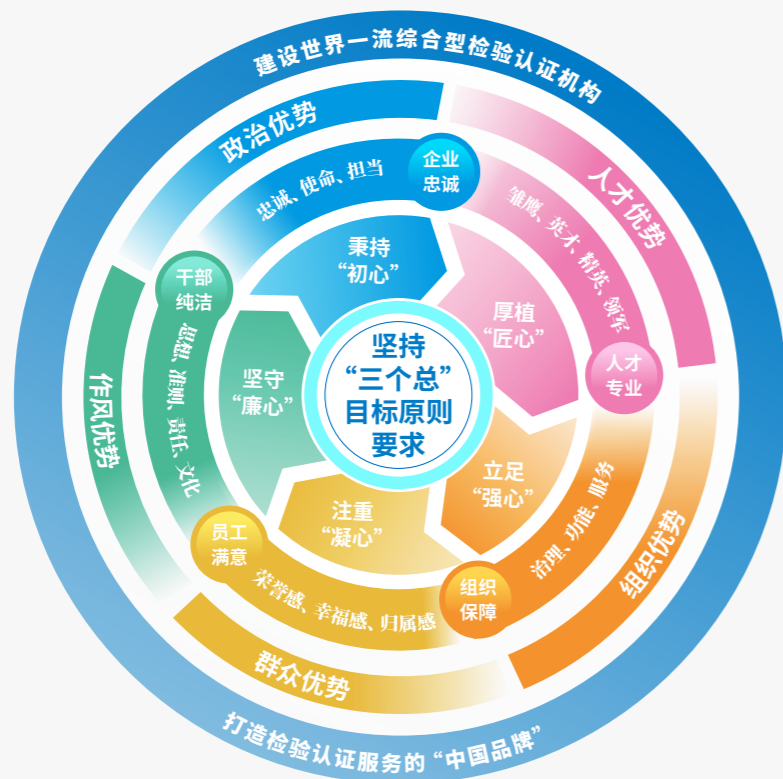 建设世界一流综合型检验认证机构
政治优势
人才优势
组织优势
群众优势
作风优势
忠诚、使命、担当
企业
忠诚
雏鹰、英才、精英、领军
人才
专业
治理、功能、服务
组织
保障
荣誉感、幸福感、归属感
员工
满意
思想、准则、责任、文化
干部
纯洁
秉持
“初心”
厚植
“匠心”
立足
“强心”
注重
“凝心”
坚守
“廉心”
坚持
“三个总”
目标原则
要求
打造检验认证服务的“中国品牌”